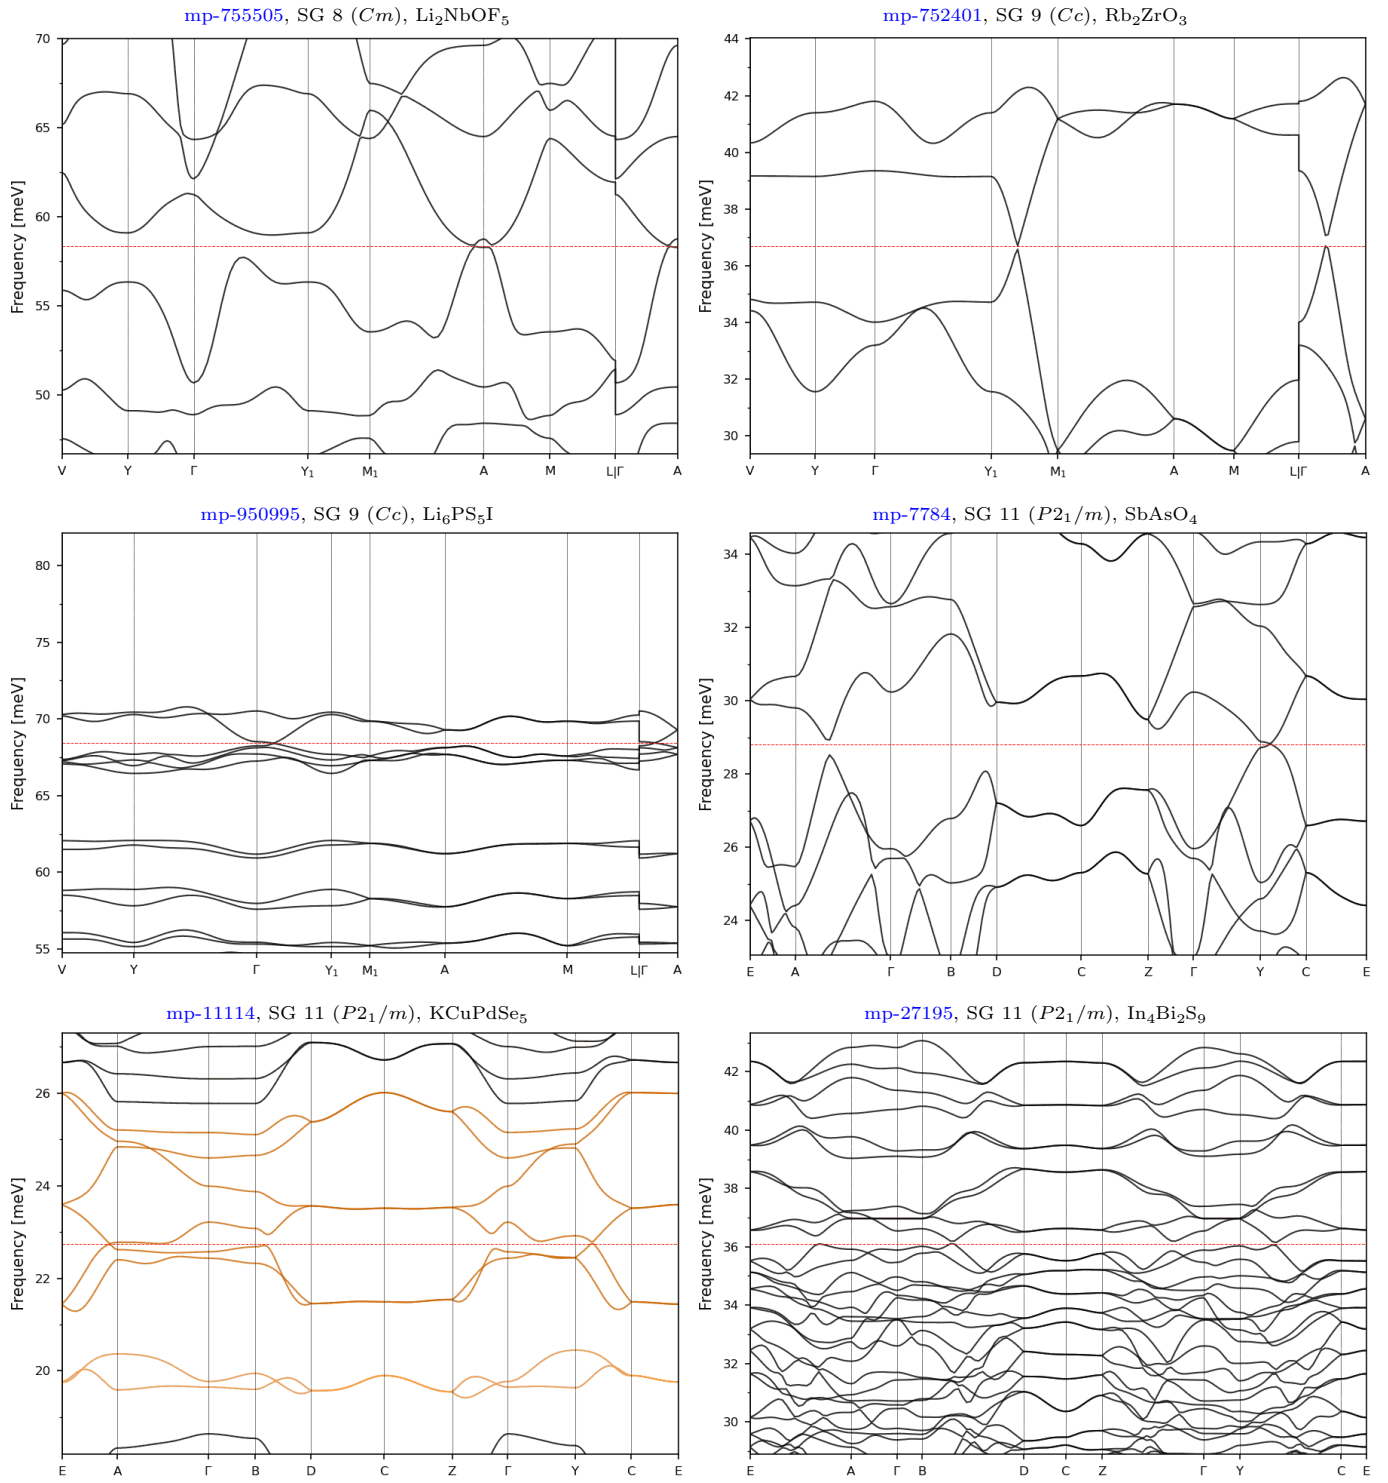 mp-755505, SG 8 (Cm), Li₂NbOF₅
70
65
60
55
50
Frequency [meV]
V Y Γ Y₁ M₁ A M L|Γ A
mp-752401, SG 9 (Cc), Rb₂ZrO₃
44
42
40
38
36
34
32
30
Frequency [meV]
V Y Γ Y₁ M₁ A M L|Γ A
mp-950995, SG 9 (Cc), Li₆PS₅I
80
75
70
65
60
55
Frequency [meV]
V Y Γ Y₁ M₁ A M L|Γ A
mp-7784, SG 11 (P2₁/m), SbAsO₄
34
32
30
28
26
24
Frequency [meV]
E A Γ B D C Z Γ Y C E
mp-11114, SG 11 (P2₁/m), KCuPdSe₅
26
24
22
20
Frequency [meV]
E A Γ B D C Z Γ Y C E
mp-27195, SG 11 (P2₁/m), In₄Bi₂S₉
42
40
38
36
34
32
30
Frequency [meV]
E A Γ B D C Z Γ Y C E